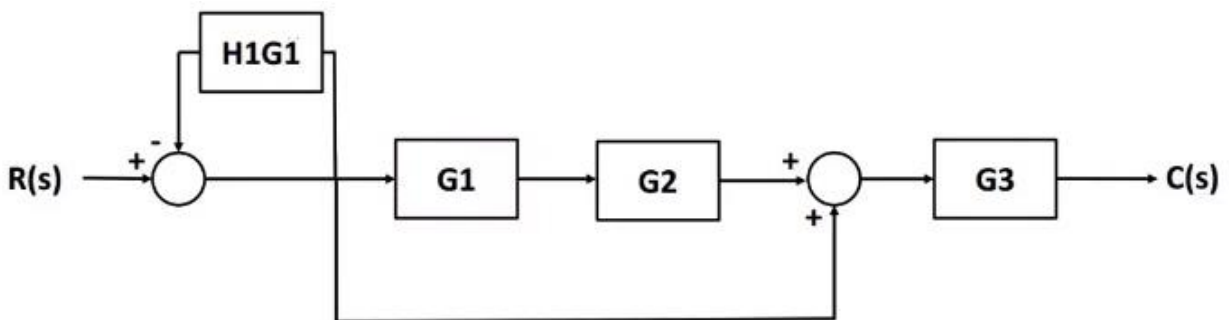 H1G1
-
+
R(s)
G1
G2
+
+
G3
C(s)